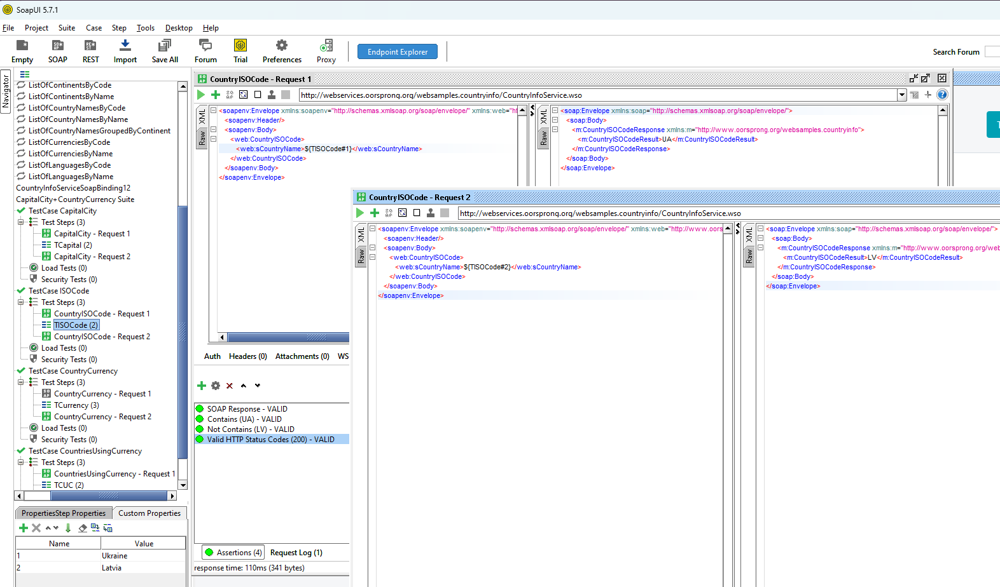 SoapUI 5.7.1
File Project Suite Case Step Tools Desktop Help
Empty SOAP REST Import Save All Forum Trial Preferences Proxy Endpoint Explorer Search Forum
Navigator
ListOfContinentsByCode
ListOfContinentsByName
ListOfCountryNamesByCode
ListOfCountryNamesByName
ListOfCountryNamesGroupedByContinent
ListOfCurrenciesByCode
ListOfCurrenciesByName
ListOfLanguagesByCode
ListOfLanguagesByName
CountryInfoServiceSoapBinding12
CapitalCity+CountryCurrency Suite
TestCase CapitalCity
Test Steps (3)
CapitalCity - Request 1
TCapital (2)
CapitalCity - Request 2
Load Tests (0)
Security Tests (0)
TestCase ISOCode
Test Steps (3)
CountryISOCode - Request 1
TISOCode (2)
CountryISOCode - Request 2
Load Tests (0)
Security Tests (0)
TestCase CountryCurrency
Test Steps (3)
CountryCurrency - Request 1
TCurrency (3)
CountryCurrency - Request 2
Load Tests (0)
Security Tests (0)
TestCase CountriesUsingCurrency
Test Steps (3)
CountriesUsingCurrency - Request 1
TCUC (2)
PropertiesStep Properties Custom Properties
Name Value
1 Ukraine
2 Latvia
CountryISOCode - Request 1
http://webservices.oorsprong.org/websamples.countryinfo/CountryInfoService.wso
XML
Raw
<soapenv:Envelope xmlns:soapenv="http://schemas.xmlsoap.org/soap/envelope/" xmlns:web="ht
<soapenv:Header/>
<soapenv:Body>
<web:CountryISOCode>
<web:sCountryName>${TISOCode#1}</web:sCountryName>
</web:CountryISOCode>
</soapenv:Body>
</soapenv:Envelope>
XML
Raw
<soap:Envelope xmlns:soap="http://schemas.xmlsoap.org/soap/envelope/">
<soap:Body>
<m:CountryISOCodeResponse xmlns:m="http://www.oorsprong.org/websamples.countryinfo">
<m:CountryISOCodeResult>UA</m:CountryISOCodeResult>
</m:CountryISOCodeResponse>
</soap:Body>
</soap:Envelope>
Auth Headers (0) Attachments (0) WS
SOAP Response - VALID
Contains (UA) - VALID
Not Contains (LV) - VALID
Valid HTTP Status Codes (200) - VALID
Assertions (4) Request Log (1)
response time: 110ms (341 bytes)
CountryISOCode - Request 2
http://webservices.oorsprong.org/websamples.countryinfo/CountryInfoService.wso
XML
Raw
<soapenv:Envelope xmlns:soapenv="http://schemas.xmlsoap.org/soap/envelope/" xmlns:web="http://www.oors
<soapenv:Header/>
<soapenv:Body>
<web:CountryISOCode>
<web:sCountryName>${TISOCode#2}</web:sCountryName>
</web:CountryISOCode>
</soapenv:Body>
</soapenv:Envelope>
XML
Raw
<soap:Envelope xmlns:soap="http://schemas.xmlsoap.org/soap/envelope/">
<soap:Body>
<m:CountryISOCodeResponse xmlns:m="http://www.oorsprong.org/web
<m:CountryISOCodeResult>LV</m:CountryISOCodeResult>
</m:CountryISOCodeResponse>
</soap:Body>
</soap:Envelope>